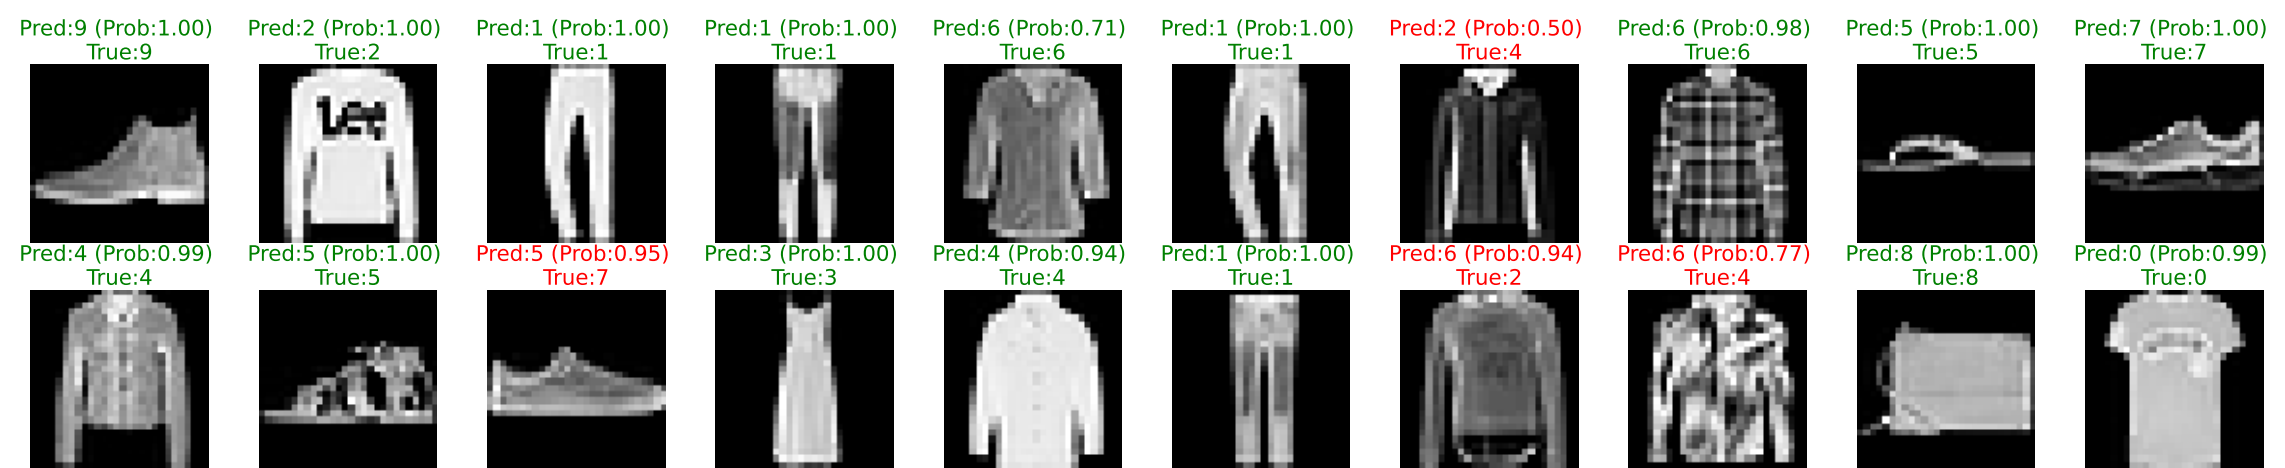 Pred:9 (Prob:1.00) Pred:2 (Prob:1.00) Pred:1 (Prob:1.00) Pred:1 (Prob:1.00) Pred:6 (Prob:0.71) Pred:1 (Prob:1.00) Pred:2 (Prob:0.50) Pred:6 (Prob:0.98) Pred:5 (Prob:1.00) Pred:7 (Prob:1.00)
True:9 True:2 True:1 True:1 True:6 True:1 True:4 True:6 True:5 True:7
Lee
Pred:4 (Prob:0.99) Pred:5 (Prob:1.00) Pred:5 (Prob:0.95) Pred:3 (Prob:1.00) Pred:4 (Prob:0.94) Pred:1 (Prob:1.00) Pred:6 (Prob:0.94) Pred:6 (Prob:0.77) Pred:8 (Prob:1.00) Pred:0 (Prob:0.99)
True:4 True:5 True:7 True:3 True:4 True:1 True:2 True:4 True:8 True:0